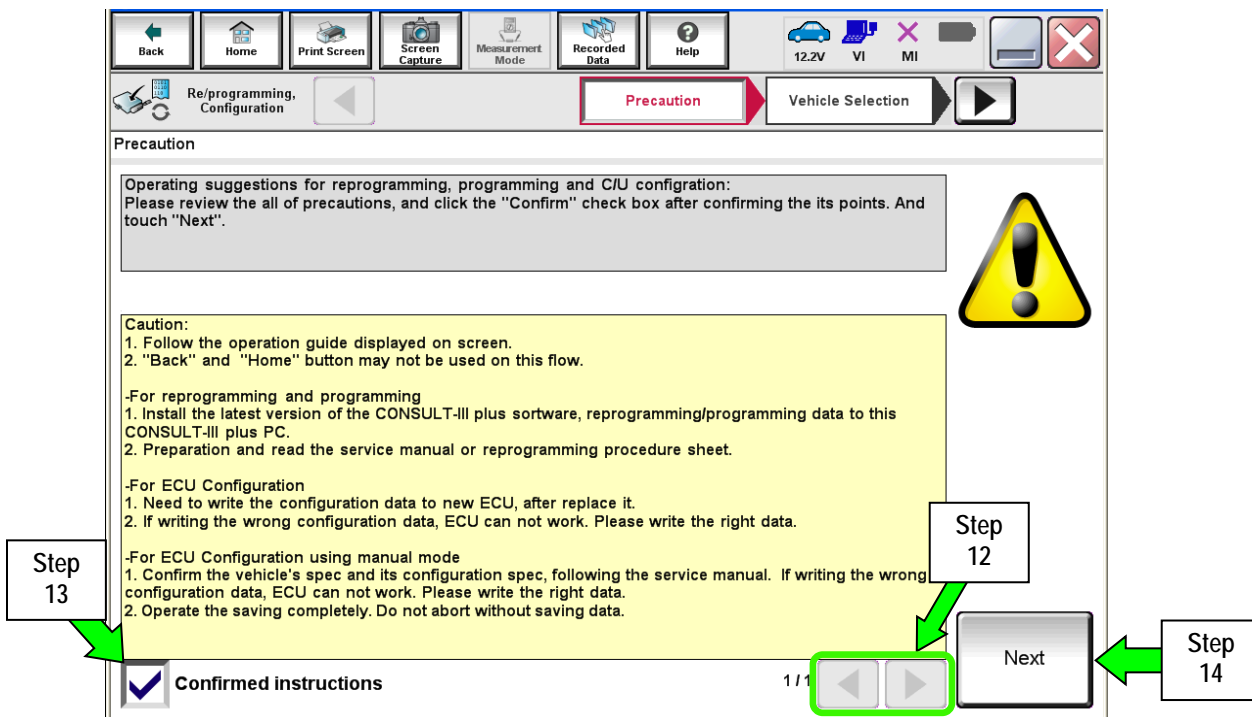 Back
Home
Print Screen
Screen
Capture
Measurement
Mode
Recorded
Data
Help
12.2V
VI
MI
Re/programming,
Configuration
Precaution
Vehicle Selection
Precaution
Operating suggestions for reprogramming, programming and C/U configration:
Please review the all of precautions, and click the "Confirm" check box after confirming the its points. And
touch "Next".
Caution:
1. Follow the operation guide displayed on screen.
2. "Back" and "Home" button may not be used on this flow.
-For reprogramming and programming
1. Install the latest version of the CONSULT-III plus sortware, reprogramming/programming data to this
CONSULT-III plus PC.
2. Preparation and read the service manual or reprogramming procedure sheet.
-For ECU Configuration
1. Need to write the configuration data to new ECU, after replace it.
2. If writing the wrong configuration data, ECU can not work. Please write the right data.
-For ECU Configuration using manual mode
1. Confirm the vehicle's spec and its configuration spec, following the service manual. If writing the wrong
configuration data, ECU can not work. Please write the right data.
2. Operate the saving completely. Do not abort without saving data.
Step
12
Step
13
Confirmed instructions
1/1
Next
Step
14